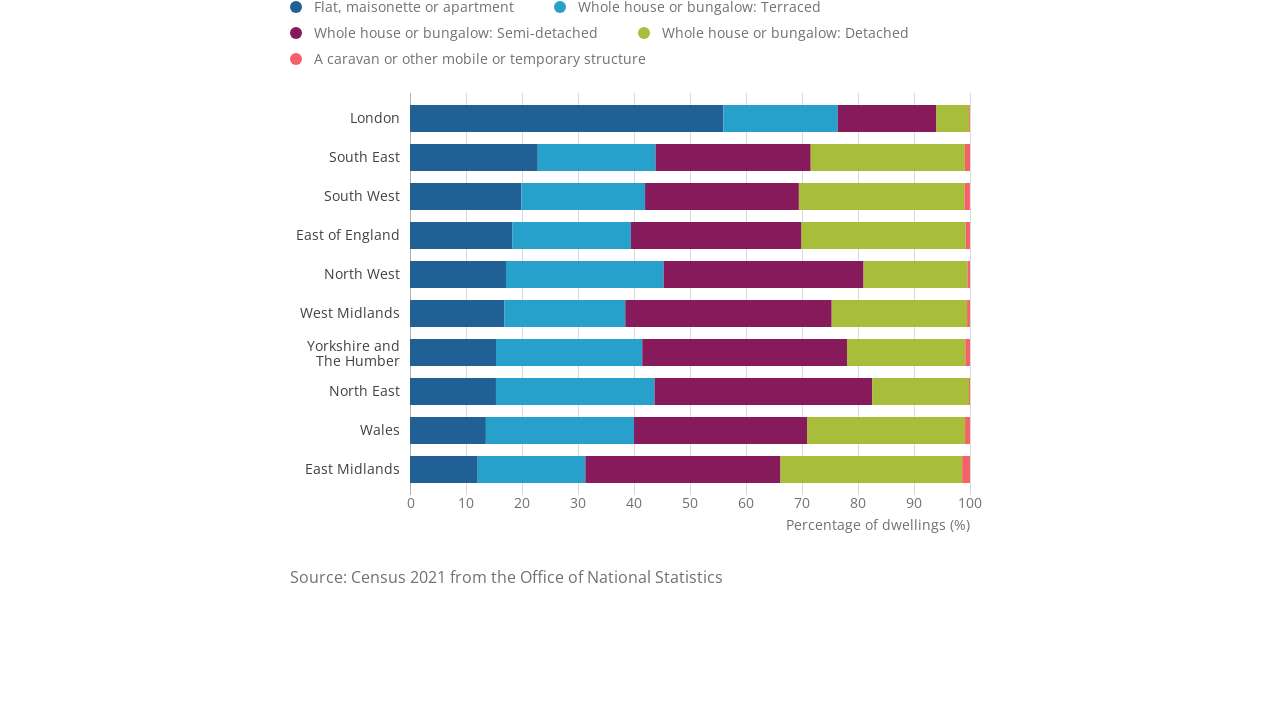 Flat, maisonette or apartment
Whole house or bungalow: Terraced
Whole house or bungalow: Semi-detached
Whole house or bungalow: Detached
A caravan or other mobile or temporary structure
London
South East
South West
East of England
North West
West Midlands
Yorkshire and
The Humber
North East
Wales
East Midlands
0 10 20 30 40 50 60 70 80 90 100
Percentage of dwellings (%)
Source: Census 2021 from the Office of National Statistics